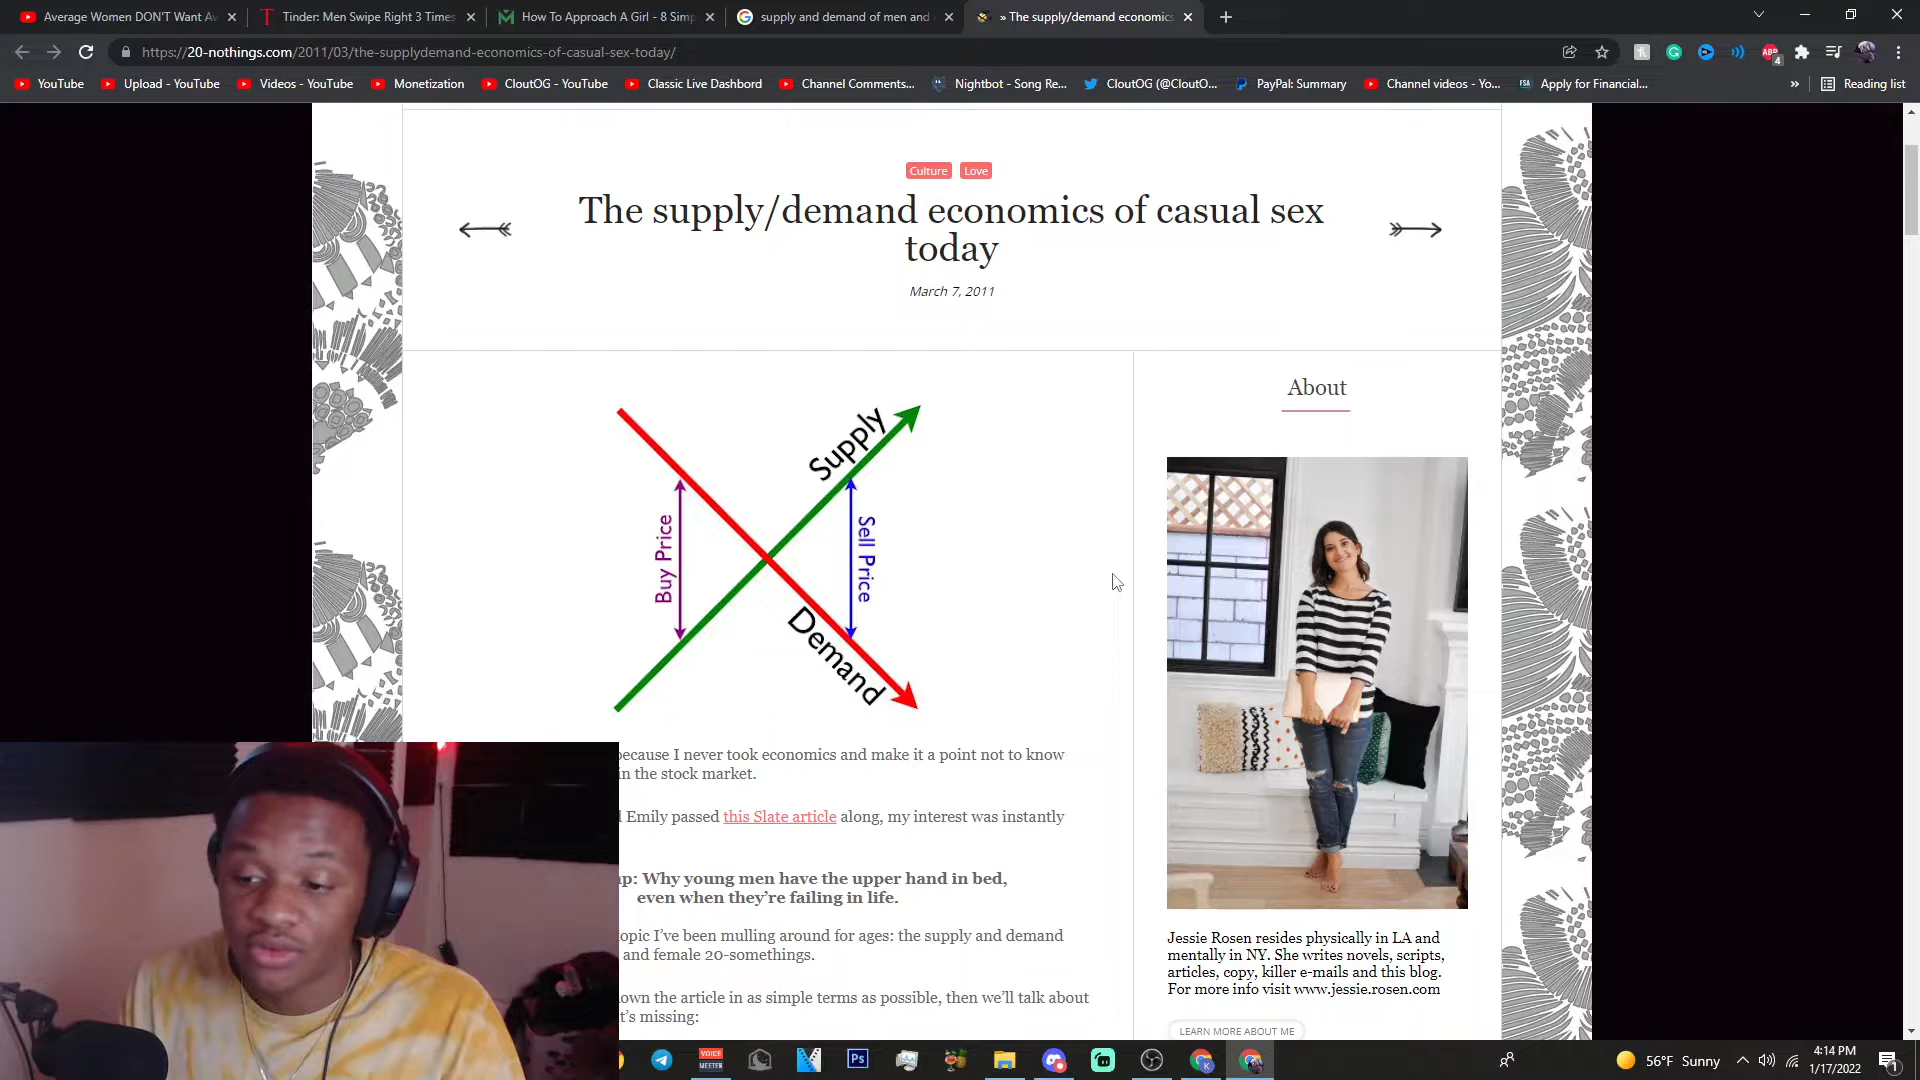 Average Women DON'T Want Av
Tinder: Men Swipe Right 3 Times
How To Approach A Girl - 8 Simp
supply and demand of men and
» The supply/demand economics
https://20-nothings.com/2011/03/the-supplydemand-economics-of-casual-sex-today/
ABP
4
YouTube
Upload - YouTube
Videos - YouTube
Monetization
CloutOG - YouTube
Classic Live Dashbord
Channel Comments...
Nightbot - Song Re...
CloutOG (@CloutO...
PayPal: Summary
Channel videos - Yo...
FSA
Apply for Financial...
»
Reading list
Culture
Love
The supply/demand economics of casual sex
today
March 7, 2011
Supply
Buy Price
Sell Price
Demand
because I never took economics and make it a point not to know
in the stock market.
Emily passed this Slate article along, my interest was instantly
p: Why young men have the upper hand in bed,
even when they're failing in life.
opic I've been mulling around for ages: the supply and demand
and female 20-somethings.
own the article in as simple terms as possible, then we'll talk about
t's missing:
About
Jessie Rosen resides physically in LA and
mentally in NY. She writes novels, scripts,
articles, copy, killer e-mails and this blog.
For more info visit www.jessie.rosen.com
LEARN MORE ABOUT ME
VOICE
MEETER
Ps
K
56°F Sunny
4:14 PM
1/17/2022
1